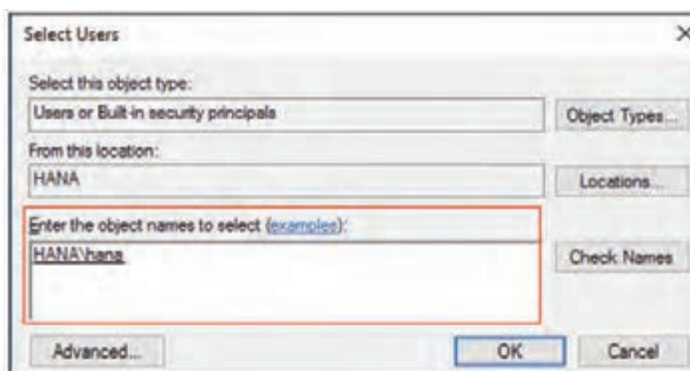 Select Users
Select this object type:
Users or Built-in security principals
Object Types...
From this location:
HANA
Locations...
Enter the object names to select (examples):
HANA\hana
Check Names
Advanced...
OK
Cancel